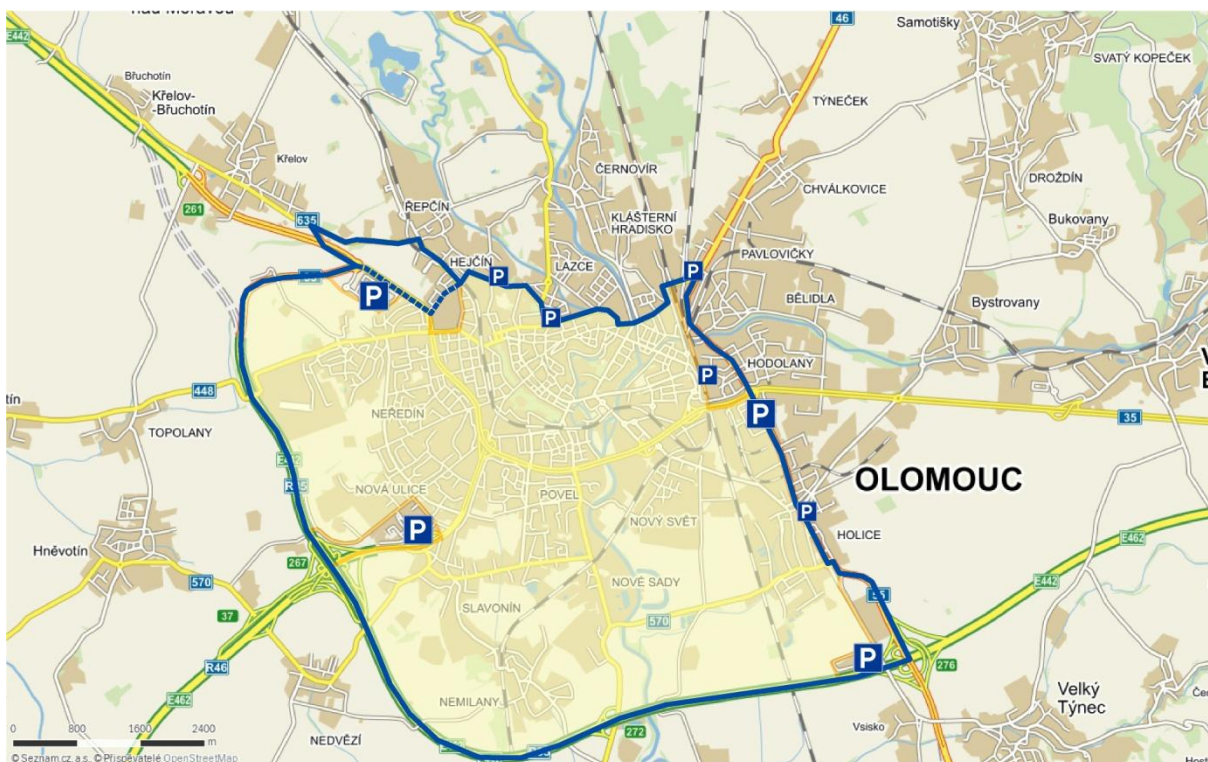 nad Moravou
E442
46
Samotišky
SVATÝ KOPEČEK
Břuchotín
Křelov-
-Břuchotín
TÝNEČEK
Křelov
ČERNOVÍR
CHVÁLKOVICE
DROŽDÍN
261
635
ŘEPČÍN
KLÁŠTERNÍ
HRADISKO
Bukovany
HEJČÍN
P
LAZCE
P
PAVLOVIČKY
P
P
BĚLIDLA
Bystrovany
HODOLANY
P
448
P
35
NEŘEDÍN
TOPOLANY
OLOMOUC
NOVÁ ULICE
POVEL
P
NOVÝ SVĚT
P
HOLICE
Hněvotín
E462
267
570
NOVÉ SADY
E442
37
SLAVONÍN
55
570
R46
P
276
E462
NEMILANY
Velký
Týnec
0 800 1600 2400
m
NEDVĚZÍ
272
Vsisko
© Seznam.cz, a.s. © Přispěvatelé OpenStreetMap